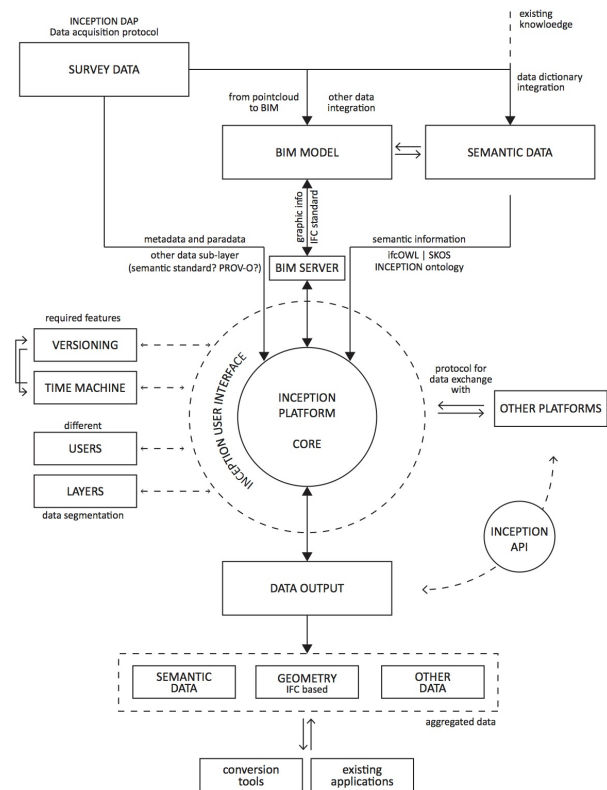 INCEPTION DAP
Data acquisition protocol
existing
knowloedge
SURVEY DATA
from pointcloud
to BIM
other data
integration
data dictionary
integration
BIM MODEL
SEMANTIC DATA
graphic info
IFC standard
metadata and paradata
other data sub-layer
(semantic standard? PROV-O?)
semantic information
ifcOWL | SKOS
INCEPTION ontology
BIM SERVER
required features
VERSIONING
TIME MACHINE
different
USERS
LAYERS
data segmentation
INCEPTION USER INTERFACE
INCEPTION
PLATFORM
CORE
protocol for
data exchange
with
OTHER PLATFORMS
INCEPTION
API
DATA OUTPUT
SEMANTIC
DATA
GEOMETRY
IFC based
OTHER
DATA
aggregated data
conversion
tools
existing
applications